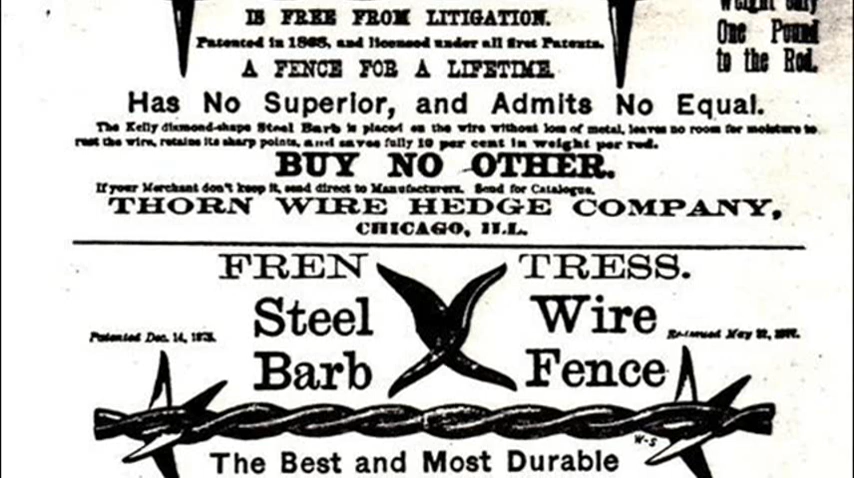 IS FREE FROM LITIGATION.
Weight only
One Pound
to the Rod.
Patented in 1868, and licensed under all first Patents.
A FENCE FOR A LIFETIME.
Has No Superior, and Admits No Equal.
The Kelly diamond-shape Steel Barb is placed on the wire without loss of metal, leaves no room for moisture to
rust the wire, retains its sharp points, and saves fully 10 per cent in weight per rod.
BUY NO OTHER.
If your Merchant don't keep it, send direct to Manufacturers. Send for Catalogue.
THORN WIRE HEDGE COMPANY,
CHICAGO, ILL.
FREN TRESS.
Steel Wire
Patented Dec. 14, 1875. Re-issued May 22, 1877.
Barb Fence
W-S
The Best and Most Durable